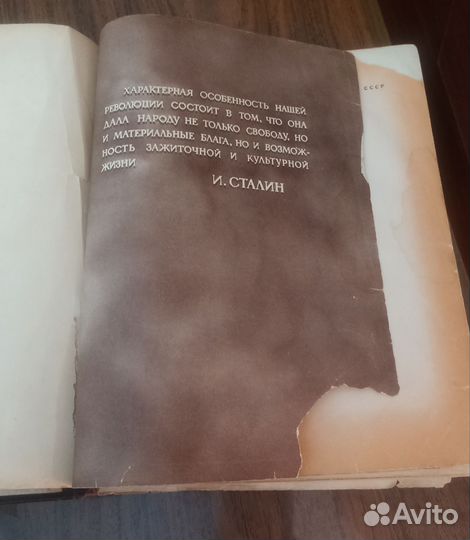 ХАРАКТЕРНАЯ ОСОБЕННОСТЬ НАШЕЙ
РЕВОЛЮЦИИ СОСТОИТ В ТОМ, ЧТО ОНА
ДАЛА НАРОДУ НЕ ТОЛЬКО СВОБОДУ, НО
И МАТЕРИАЛЬНЫЕ БЛАГА, НО И ВОЗМОЖ-
НОСТЬ ЗАЖИТОЧНОЙ И КУЛЬТУРНОЙ
ЖИЗНИ
И. СТАЛИН
СССР
Avito